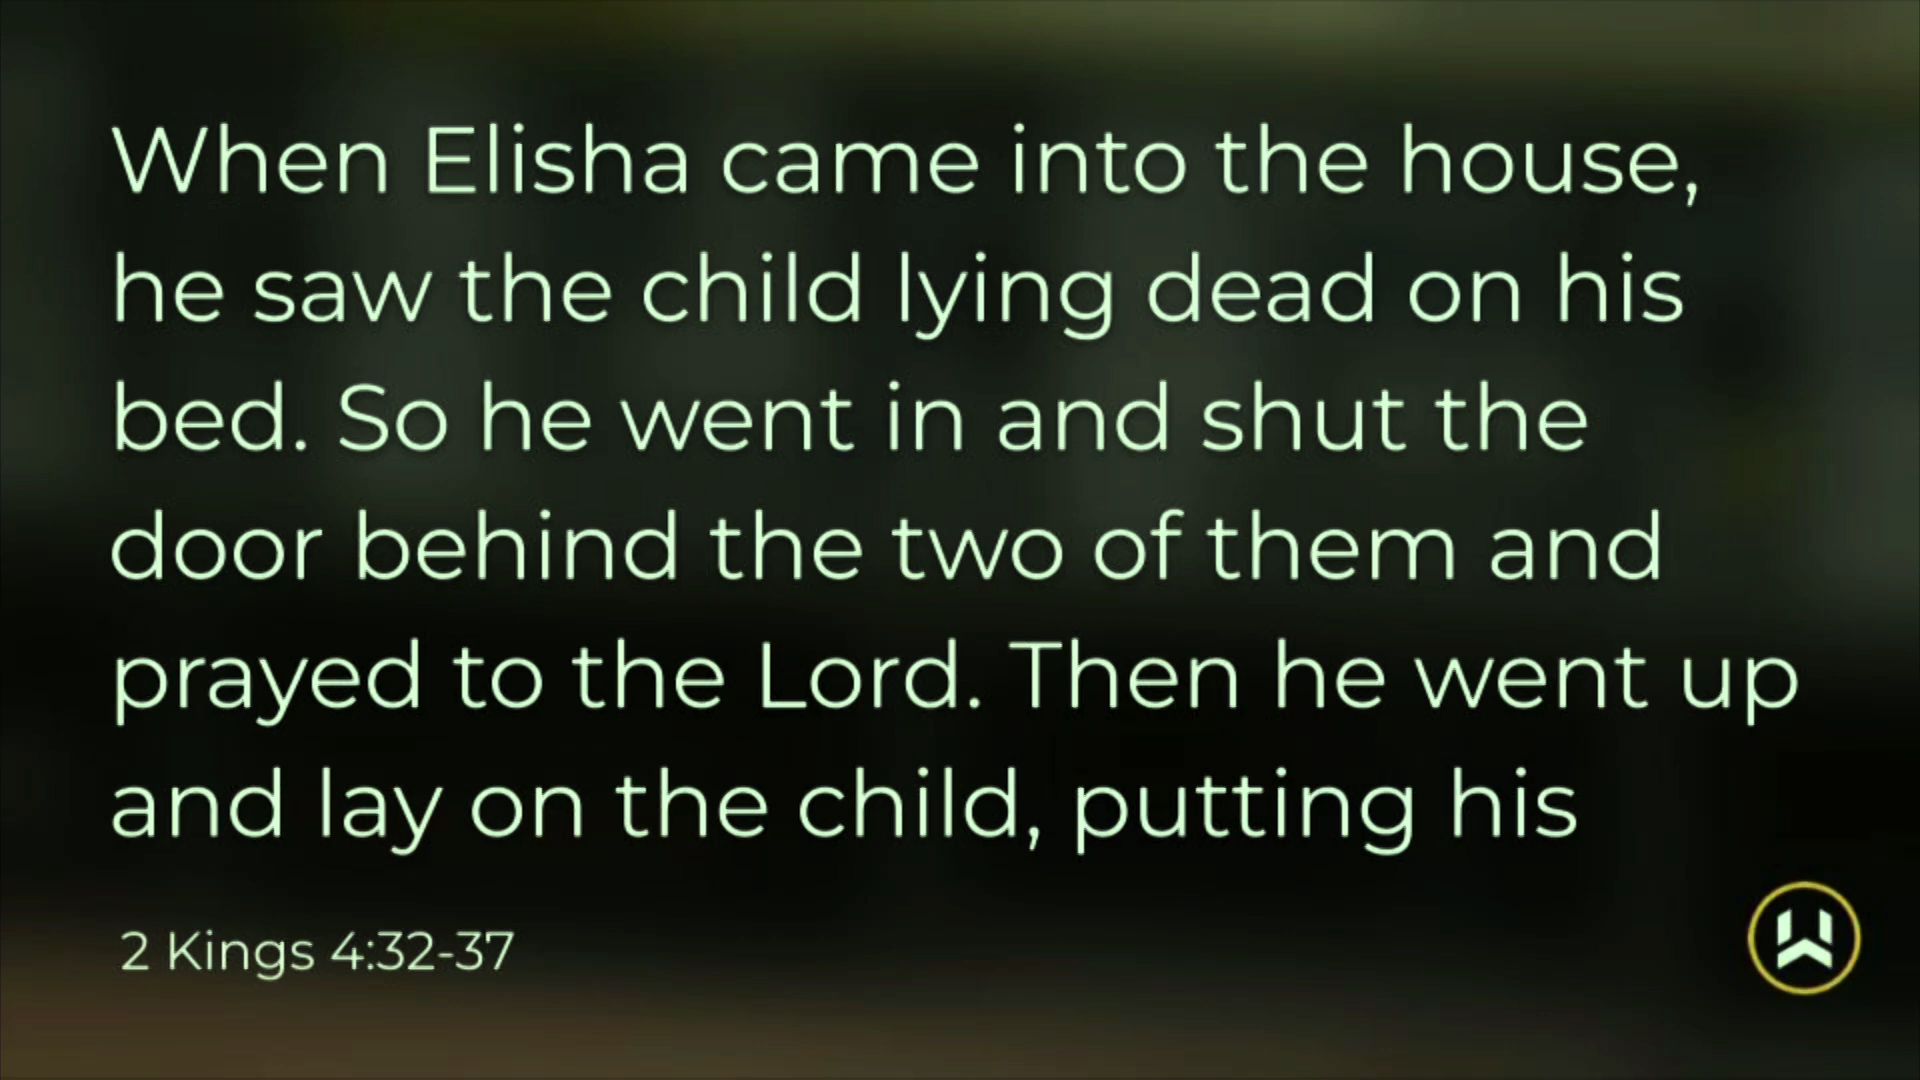 When Elisha came into the house,
he saw the child lying dead on his
bed. So he went in and shut the
door behind the two of them and
prayed to the Lord. Then he went up
and lay on the child, putting his
2 Kings 4:32-37